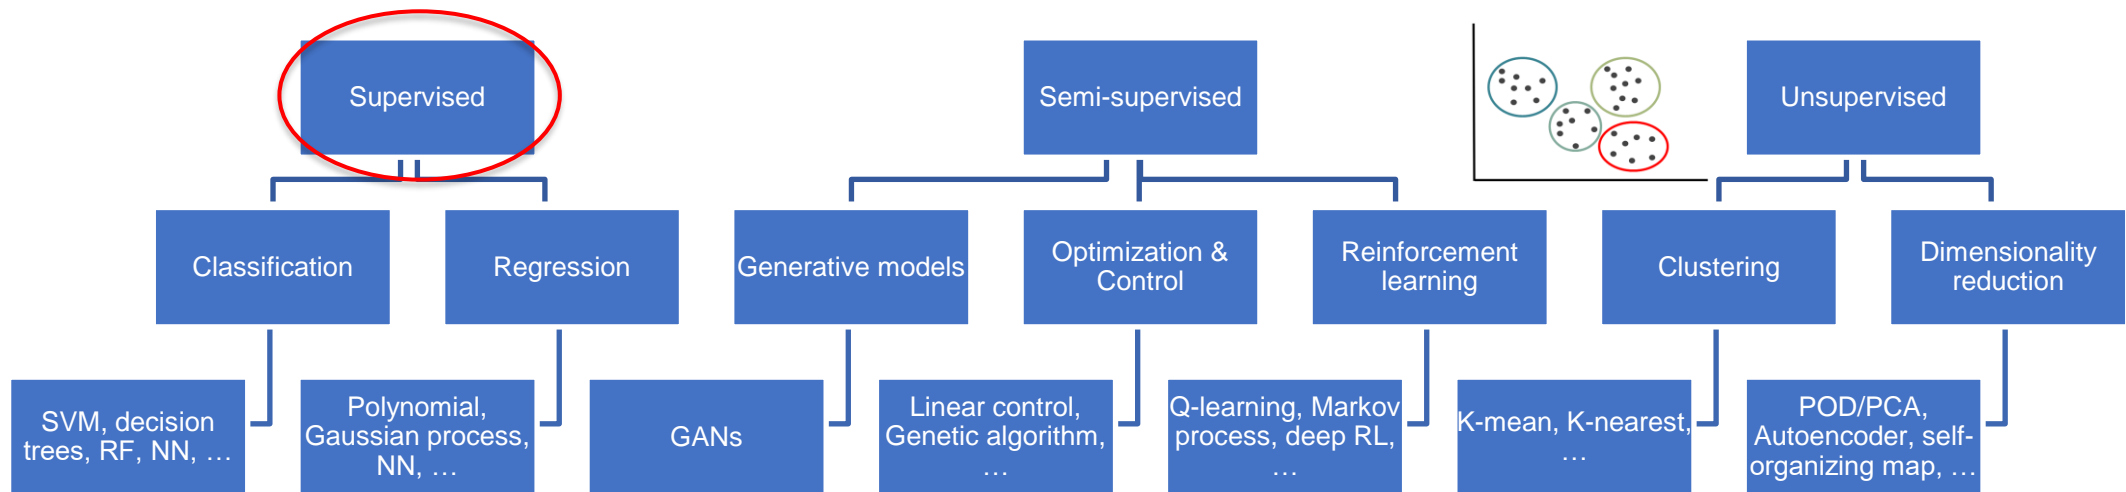 Supervised
Semi-supervised
Unsupervised
Classification
Regression
Generative models
Optimization &
Control
Reinforcement
learning
Clustering
Dimensionality
reduction
SVM, decision
trees, RF, NN, …
Polynomial,
Gaussian process,
NN, …
GANs
Linear control,
Genetic algorithm,
…
Q-learning, Markov
process, deep RL,
…
K-mean, K-nearest,
…
POD/PCA,
Autoencoder, self-
organizing map, …